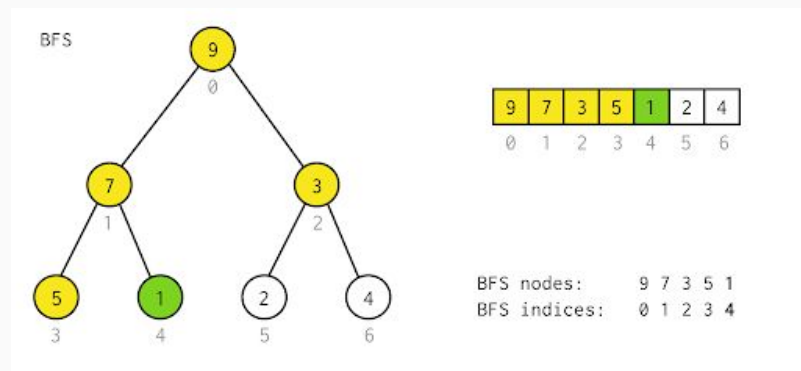 BFS
9
0
9 7 3 5 1 2 4
0 1 2 3 4 5 6
7 3
1 2
5 1 2 4
3 4 5 6
BFS nodes: 9 7 3 5 1
BFS indices: 0 1 2 3 4